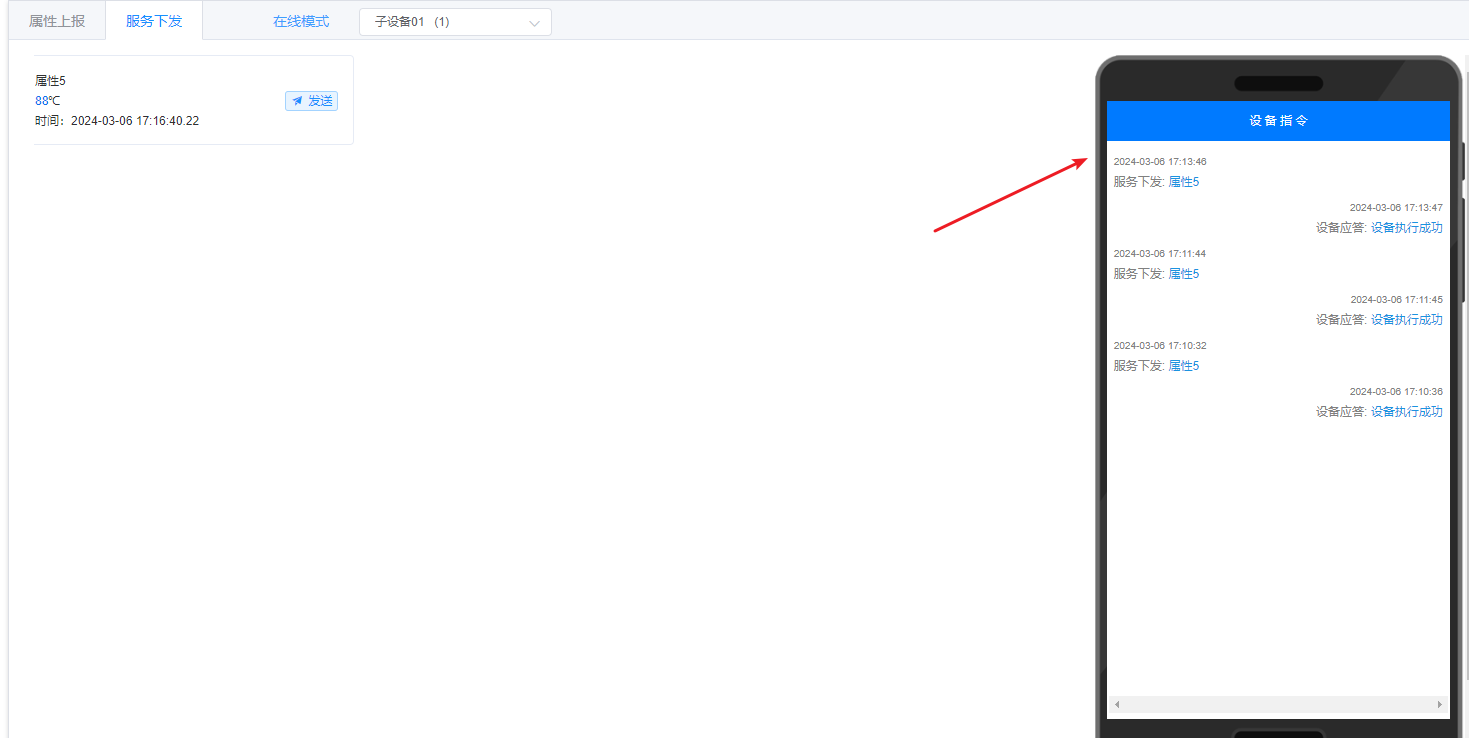 属性上报 服务下发 在线模式 子设备01 (1)
属性5
88℃
发送
时间：2024-03-06 17:16:40.22
设备指令
2024-03-06 17:13:46
服务下发: 属性5
2024-03-06 17:13:47
设备应答: 设备执行成功
2024-03-06 17:11:44
服务下发: 属性5
2024-03-06 17:11:45
设备应答: 设备执行成功
2024-03-06 17:10:32
服务下发: 属性5
2024-03-06 17:10:36
设备应答: 设备执行成功